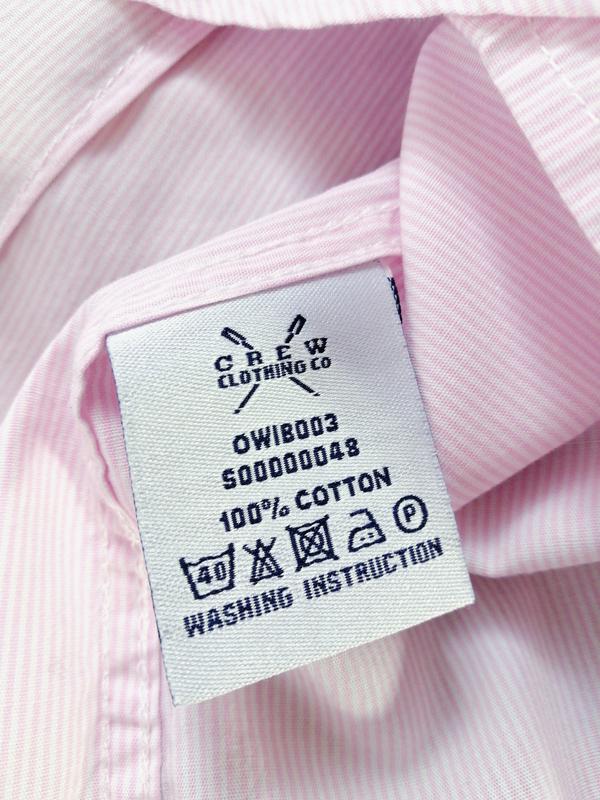 CREW
CLOTHING CO
OWIB003
S00000048
100% COTTON
40 P
WASHING INSTRUCTION